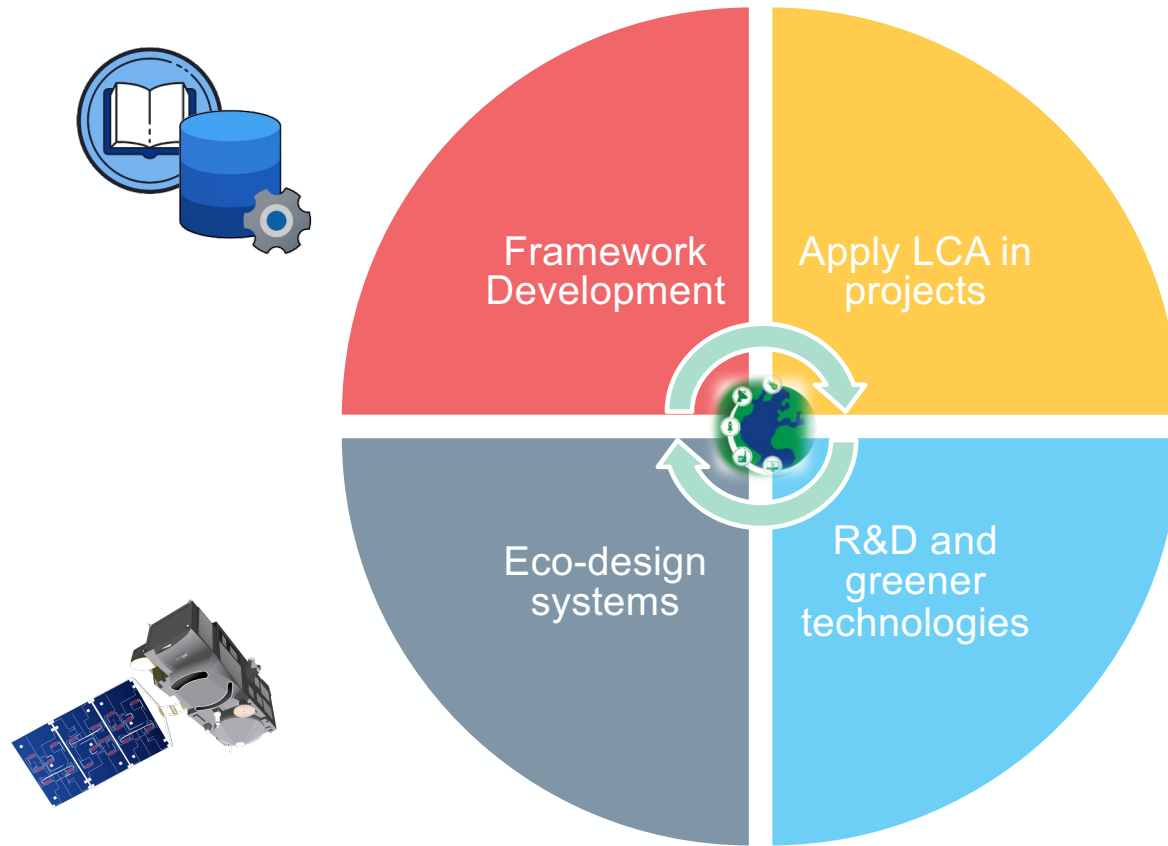 Framework
Development
Apply LCA in
projects
Eco-design
systems
R&D and
greener
technologies